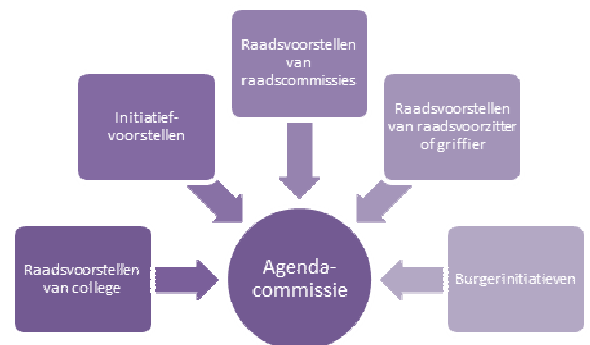 Raadsvoorstellen
van
raadscommissies
Initiatief-
voorstellen
Raadsvoorstellen
van raadsvoorzitter
of griffier
Raadsvoorstellen
van college
Agenda-
commissie
Burgerinitiatieven